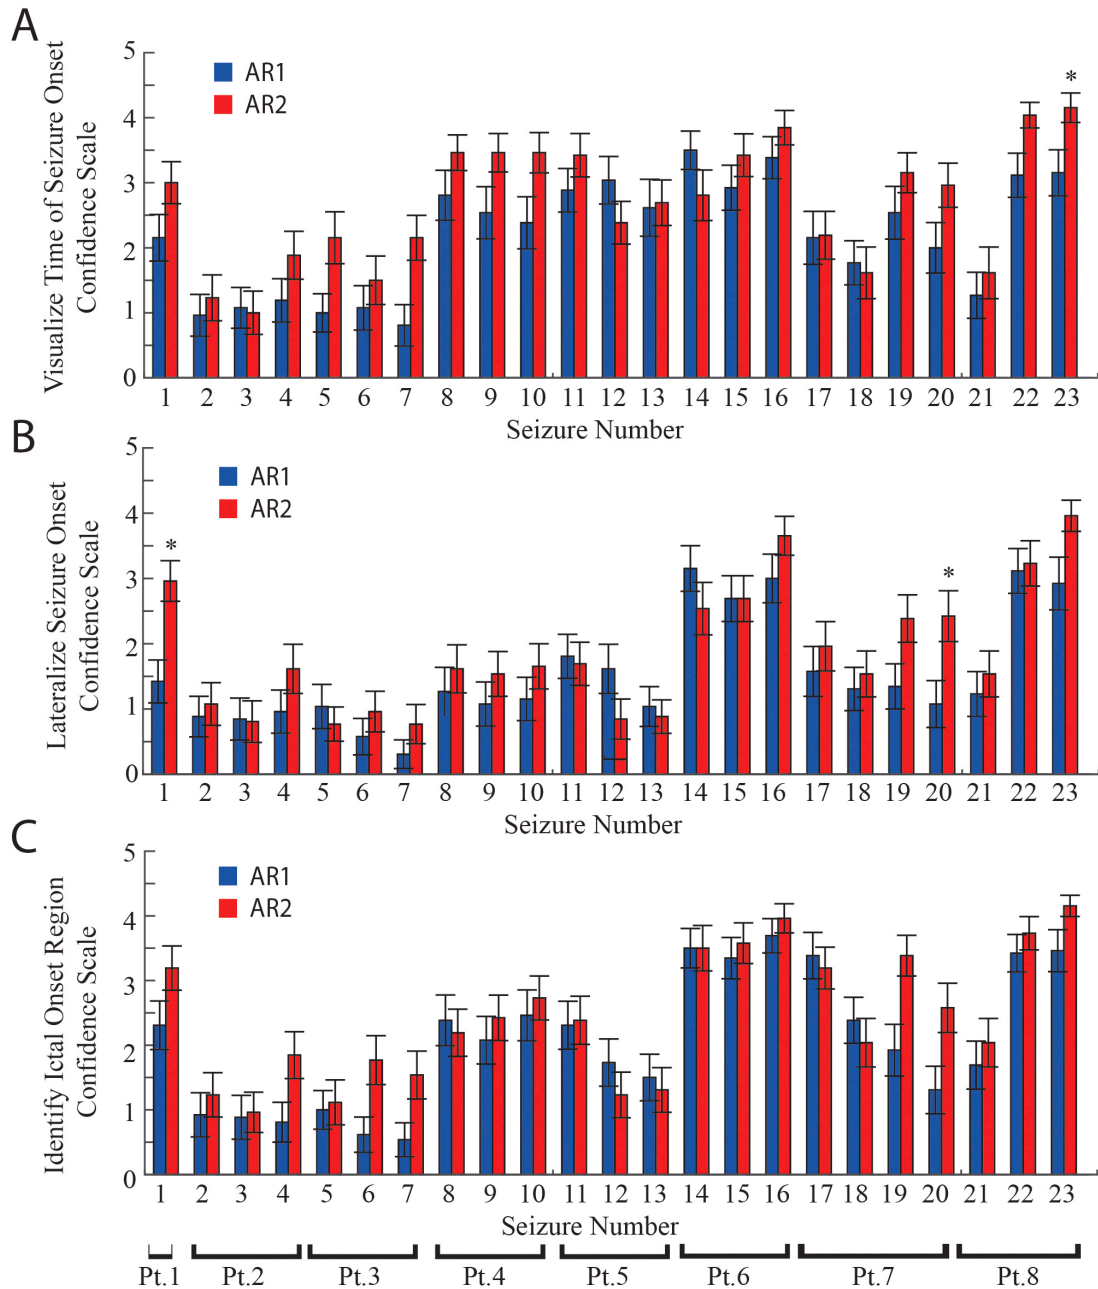 A
Visualize Time of Seizure Onset
Confidence Scale
5
4
3
2
1
0
AR1
AR2
*
1 2 3 4 5 6 7 8 9 10 11 12 13 14 15 16 17 18 19 20 21 22 23
Seizure Number
B
Lateralize Seizure Onset
Confidence Scale
5
4
3
2
1
0
AR1
AR2
*
*
1 2 3 4 5 6 7 8 9 10 11 12 13 14 15 16 17 18 19 20 21 22 23
Seizure Number
C
Identify Ictal Onset Region
Confidence Scale
5
4
3
2
1
0
AR1
AR2
1 2 3 4 5 6 7 8 9 10 11 12 13 14 15 16 17 18 19 20 21 22 23
Seizure Number
Pt.1 Pt.2 Pt.3 Pt.4 Pt.5 Pt.6 Pt.7 Pt.8